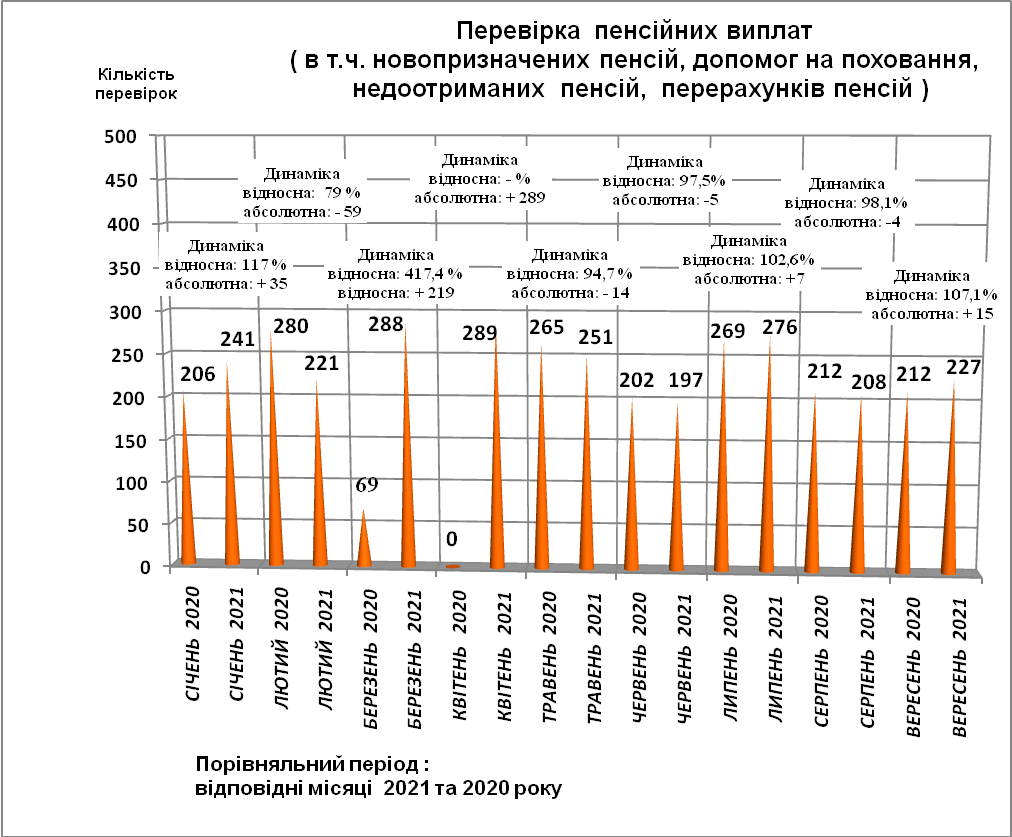 Перевірка пенсійних виплат
( в т.ч. новопризначених пенсій, допомог на поховання,
недоотриманих пенсій, перерахунків пенсій )
Кількість
перевірок
500
450
400
350
300
250
200
150
100
50
0
Динаміка
відносна: 117 %
абсолютна: + 35
Динаміка
відносна: 79 %
абсолютна: - 59
Динаміка
відносна: 417,4 %
відносна: + 219
Динаміка
відносна: - %
абсолютна: + 289
Динаміка
відносна: 94,7%
абсолютна: - 14
Динаміка
відносна: 97,5%
абсолютна: -5
Динаміка
відносна: 102,6%
абсолютна: +7
Динаміка
відносна: 98,1%
абсолютна: -4
Динаміка
відносна: 107,1%
абсолютна: + 15
206
241
280
221
69
288
0
289
265
251
202
197
269
276
212
208
212
227
СІЧЕНЬ 2020
СІЧЕНЬ 2021
ЛЮТИЙ 2020
ЛЮТИЙ 2021
БЕРЕЗЕНЬ 2020
БЕРЕЗЕНЬ 2021
КВІТЕНЬ 2020
КВІТЕНЬ 2021
ТРАВЕНЬ 2020
ТРАВЕНЬ 2021
ЧЕРВЕНЬ 2020
ЧЕРВЕНЬ 2021
ЛИПЕНЬ 2020
ЛИПЕНЬ 2021
СЕРПЕНЬ 2020
СЕРПЕНЬ 2021
ВЕРЕСЕНЬ 2020
ВЕРЕСЕНЬ 2021
Порівняльний період :
відповідні місяці 2021 та 2020 року